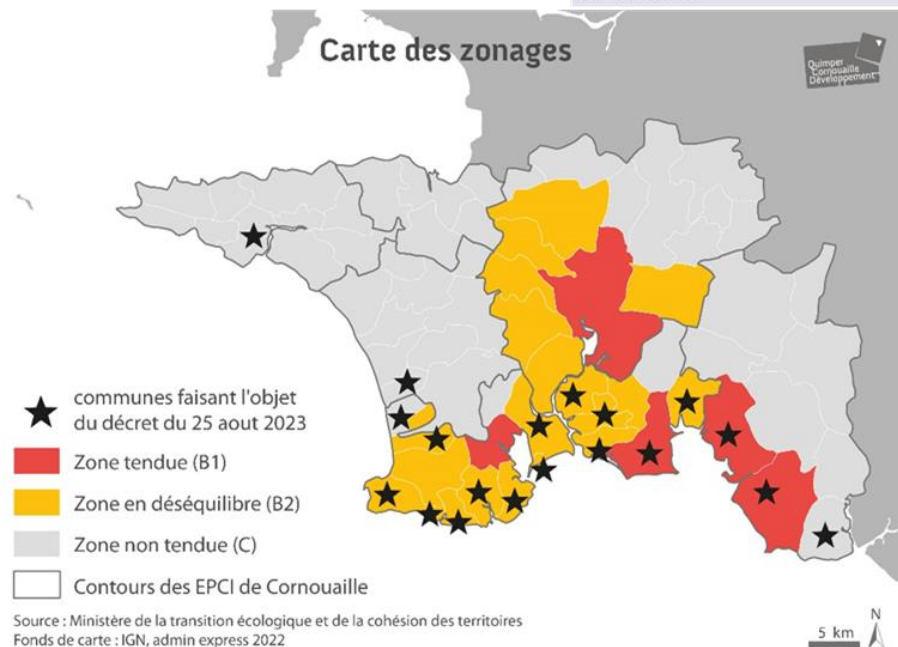 Carte des zonages
Quimper
Cornouaille
Développement
communes faisant l'objet
du décret du 25 aout 2023
Zone tendue (B1)
Zone en déséquilibre (B2)
Zone non tendue (C)
Contours des EPCI de Cornouaille
Source : Ministère de la transition écologique et de la cohésion des territoires
Fonds de carte : IGN, admin express 2022
5 km
N